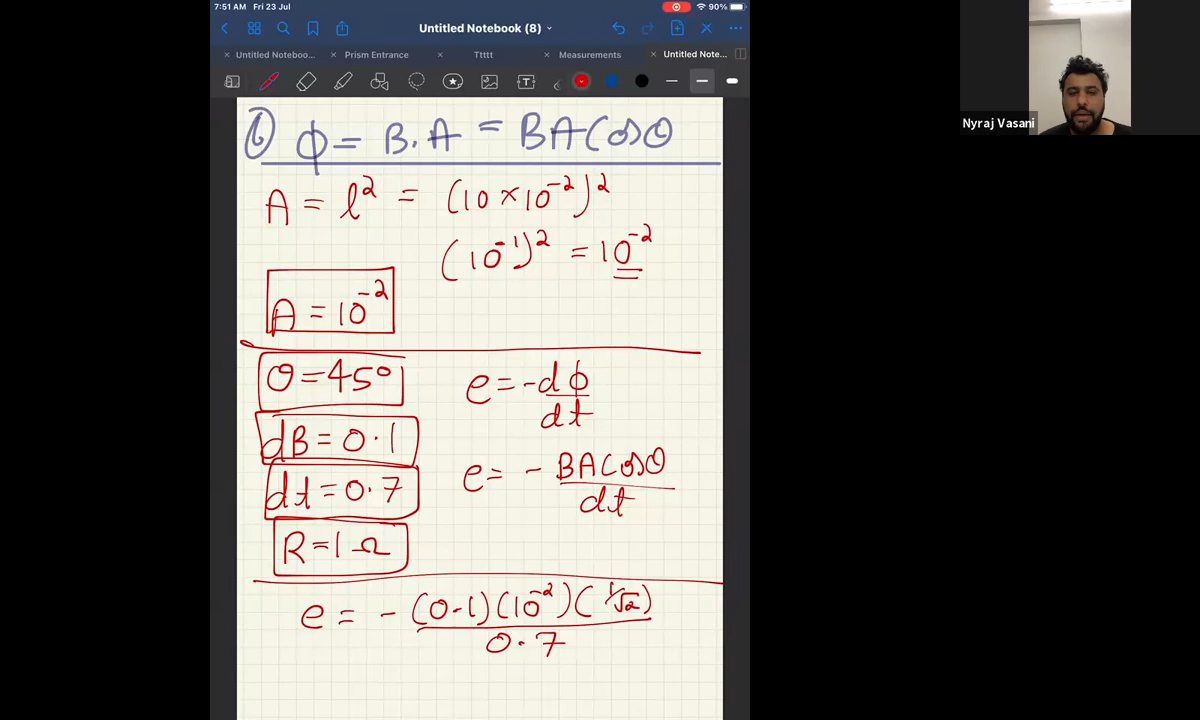 7:51 AM Fri 23 Jul
90%
Untitled Notebook (8)
Untitled Noteboo...
Prism Entrance
Ttttt
Measurements
Untitled Note...
Nyraj Vasani
⑥ ϕ = B.A = BACosθ
A = l² = (10 × 10⁻²)²
(10⁻¹)² = 10⁻²
A = 10⁻²
θ = 45°
dB = 0.1
dt = 0.7
R = 1 Ω
e = -dϕ/dt
e = - BACosθ/dt
e = - (0.1)(10⁻²)(1/√2)/0.7